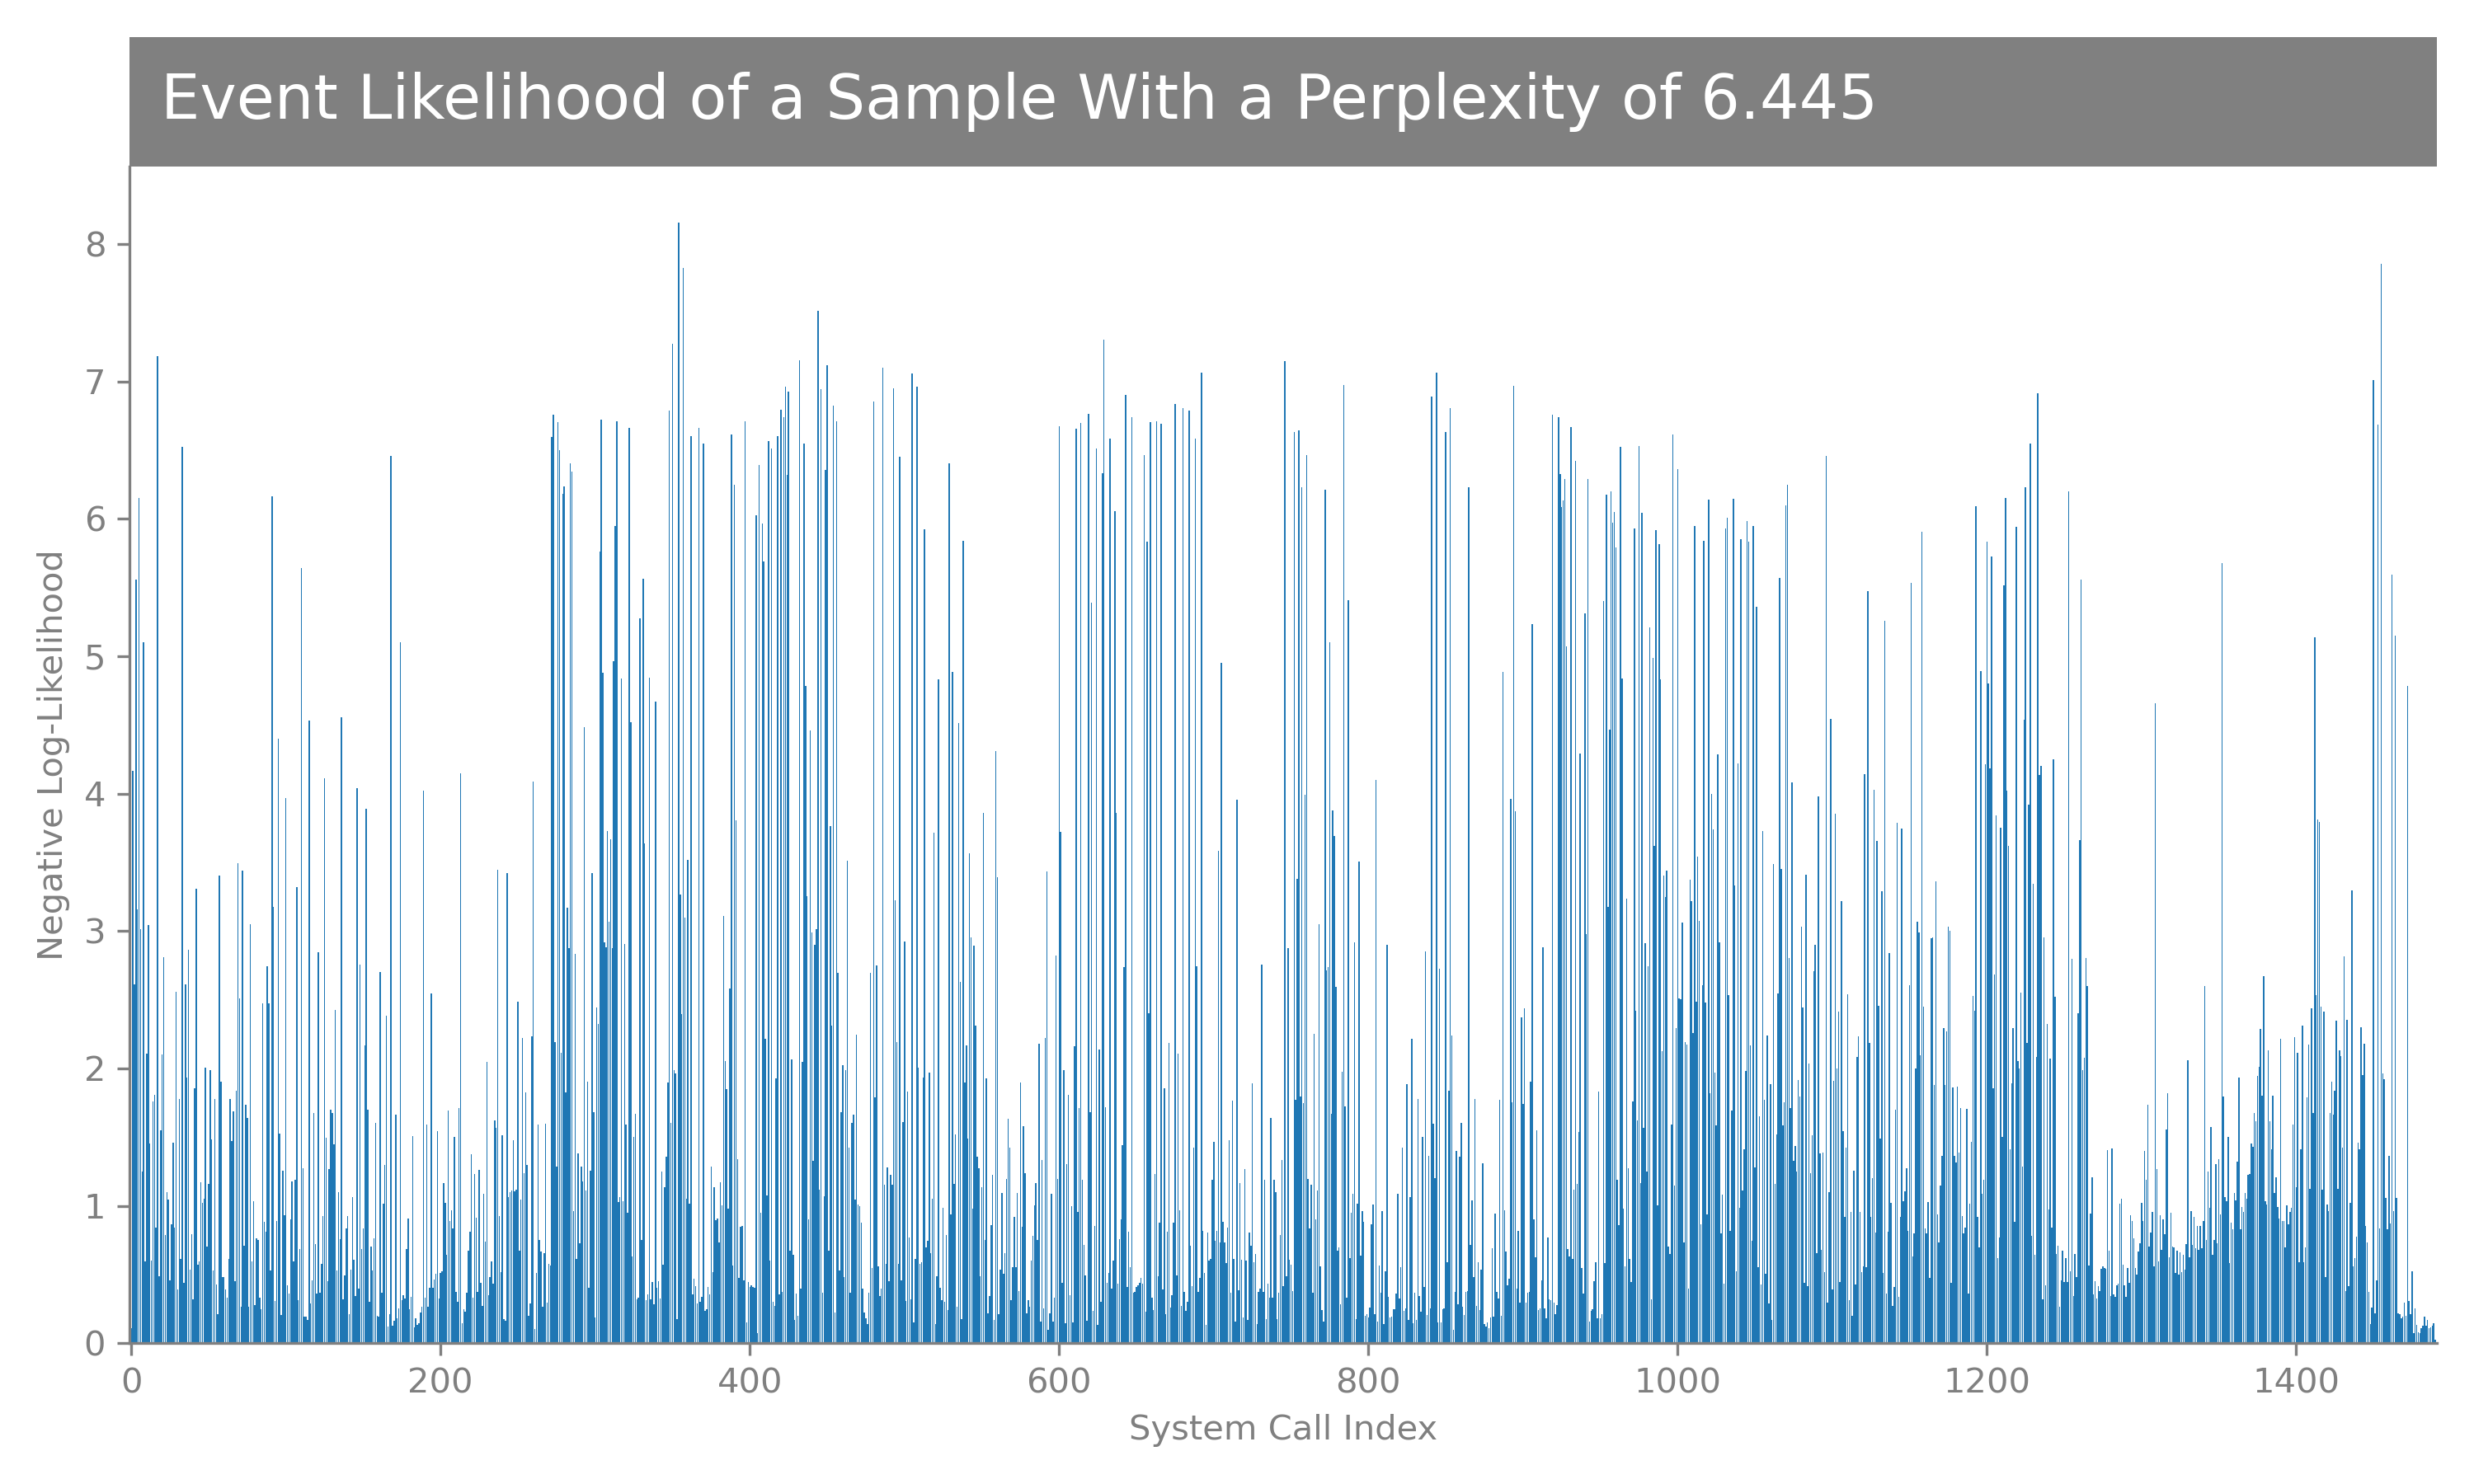 Event Likelihood of a Sample With a Perplexity of 6.445
8
7
6
5
4
3
2
1
0
Negative Log-Likelihood
0 200 400 600 800 1000 1200 1400
System Call Index